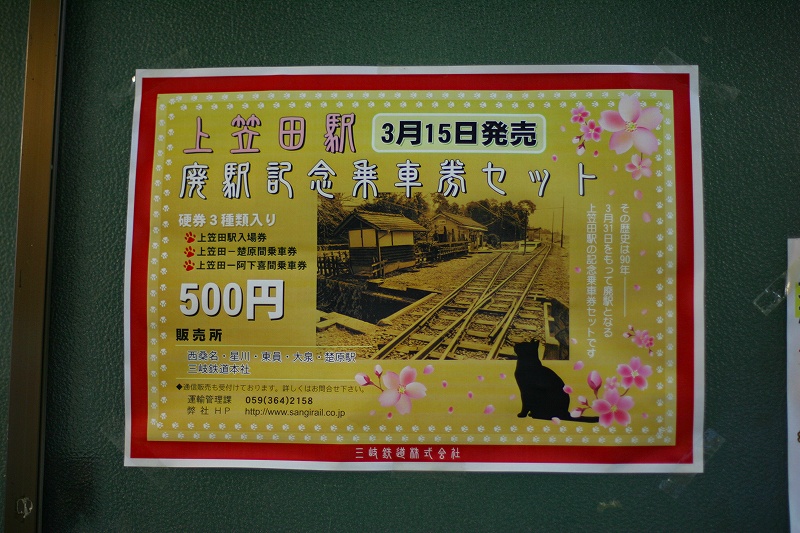 上笠田駅
3月15日発売
廃駅記念乗車券セット
硬券3種類入り
上笠田駅入場券
上笠田ー楚原間乗車券
上笠田ー阿下喜間乗車券
500円
販売所
西桑名・星川・東員・大泉・楚原駅
三岐鉄道本社
◆通信販売も受付けております。詳しくはお問合せ下さい。
運輸管理課 059(364)2158
弊社HP http://www.sangirail.co.jp
その歴史は90年――
3月31日をもって廃駅となる
上笠田駅の記念乗車券セットです
三岐鉄道株式会社